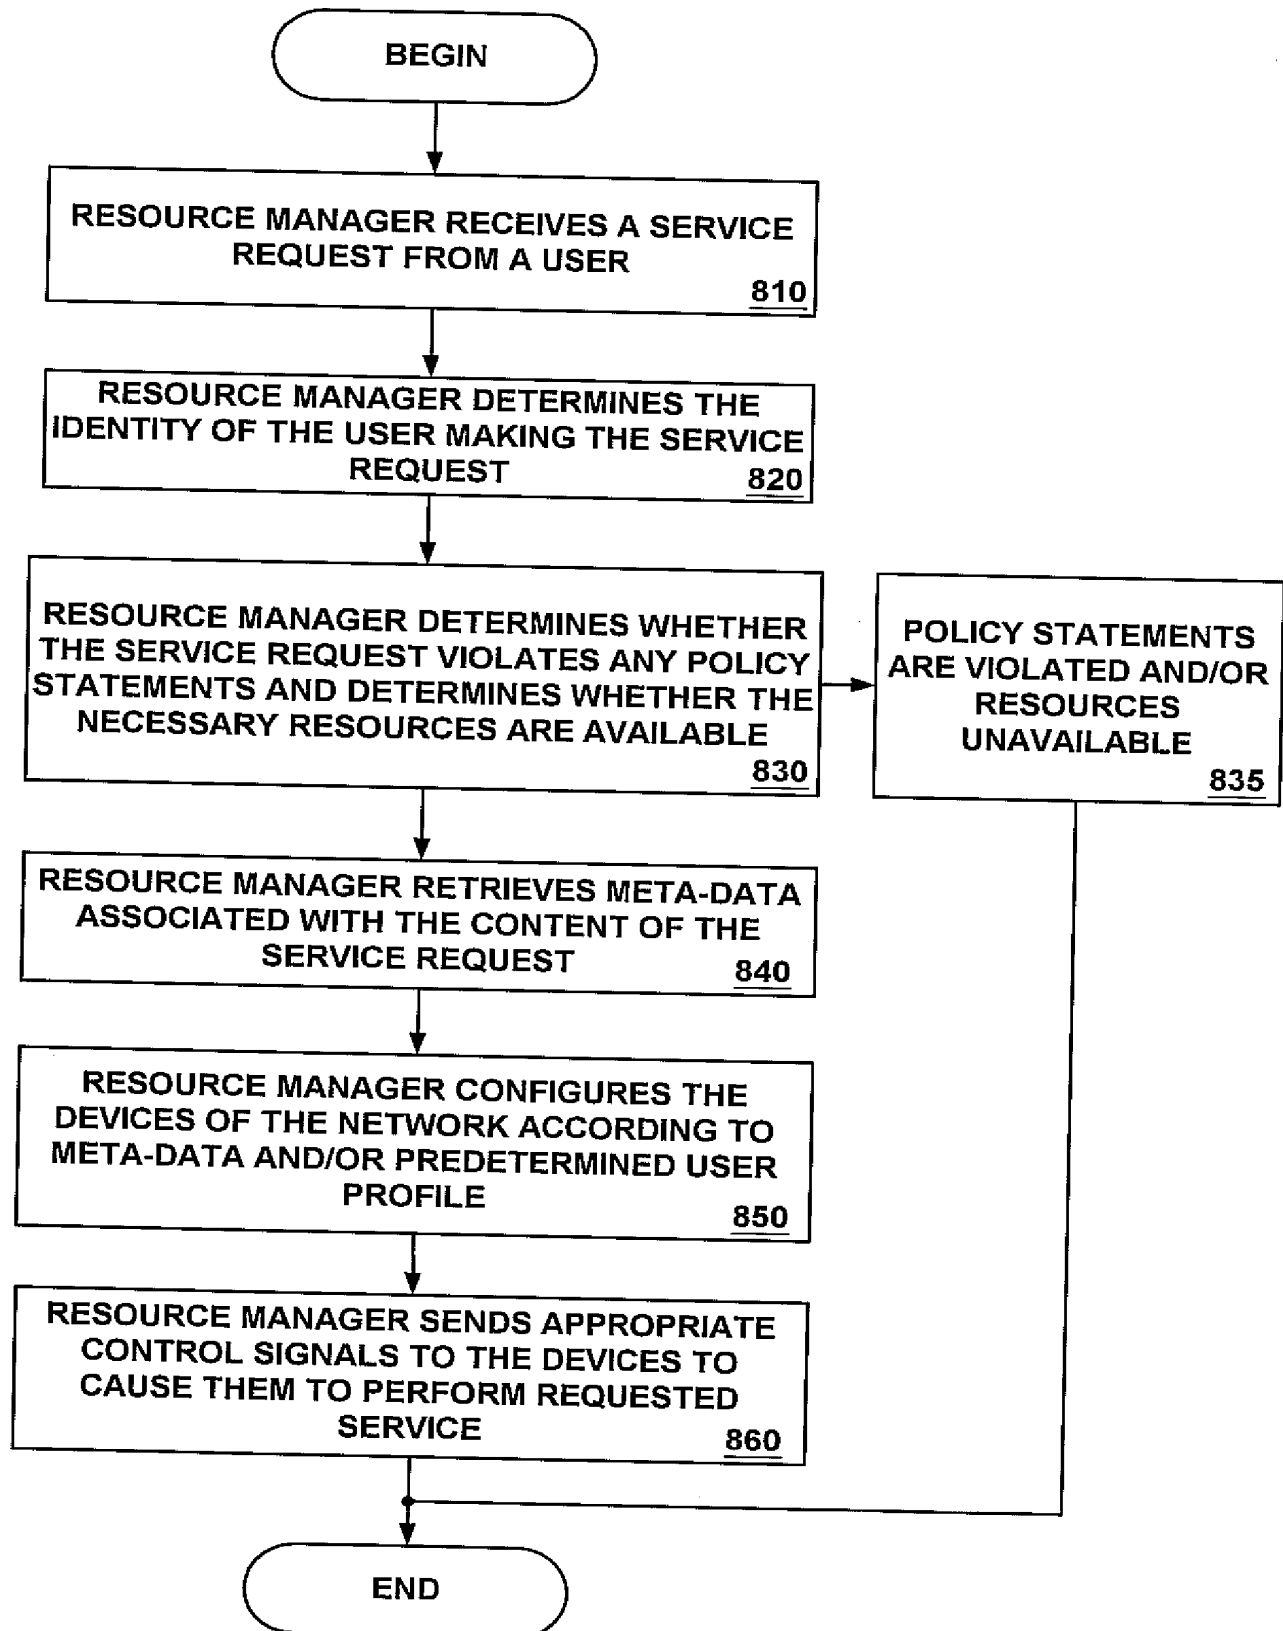 BEGIN
RESOURCE MANAGER RECEIVES A SERVICE
REQUEST FROM A USER
810
RESOURCE MANAGER DETERMINES THE
IDENTITY OF THE USER MAKING THE SERVICE
REQUEST
820
RESOURCE MANAGER DETERMINES WHETHER
THE SERVICE REQUEST VIOLATES ANY POLICY
STATEMENTS AND DETERMINES WHETHER THE
NECESSARY RESOURCES ARE AVAILABLE
830
POLICY STATEMENTS
ARE VIOLATED AND/OR
RESOURCES
UNAVAILABLE
835
RESOURCE MANAGER RETRIEVES META-DATA
ASSOCIATED WITH THE CONTENT OF THE
SERVICE REQUEST
840
RESOURCE MANAGER CONFIGURES THE
DEVICES OF THE NETWORK ACCORDING TO
META-DATA AND/OR PREDETERMINED USER
PROFILE
850
RESOURCE MANAGER SENDS APPROPRIATE
CONTROL SIGNALS TO THE DEVICES TO
CAUSE THEM TO PERFORM REQUESTED
SERVICE
860
END